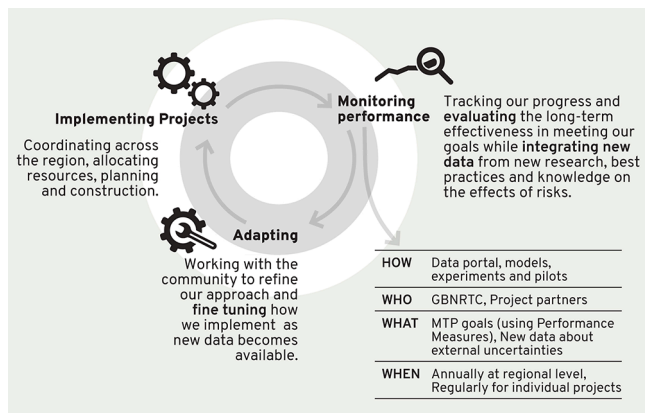 Implementing Projects
Coordinating across
the region, allocating
resources, planning
and construction.
Monitoring
performance
Tracking our progress and
evaluating the long-term
effectiveness in meeting our
goals while integrating new
data from new research, best
practices and knowledge on
the effects of risks.
Adapting
Working with the
community to refine
our approach and
fine tuning how
we implement as
new data becomes
available.
HOW Data portal, models,
experiments and pilots
WHO GBNRTC, Project partners
WHAT MTP goals (using Performance
Measures), New data about
external uncertainties
WHEN Annually at regional level,
Regularly for individual projects